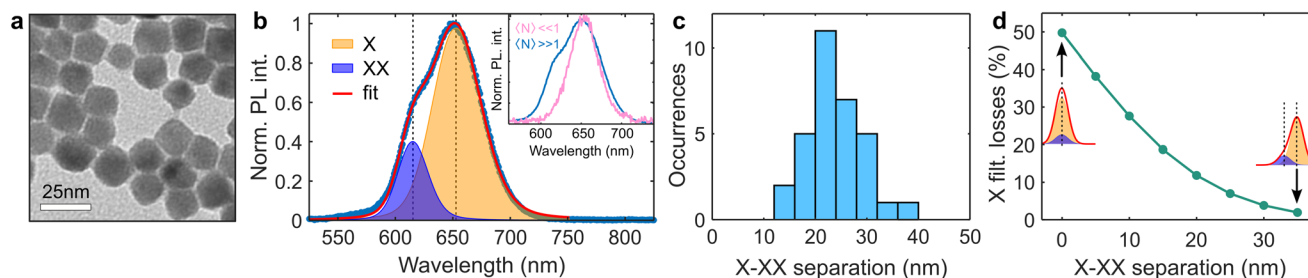 a
25nm
b
Norm. PL int.
1
0.8
0.6
0.4
0.2
0
X
XX
fit
550
600
650
700
750
800
Wavelength (nm)
Norm. PL. int.
⟨N⟩<<1
⟨N⟩>>1
600
650
700
Wavelength (nm)
c
Occurrences
10
5
0
0
10
20
30
40
50
X-XX separation (nm)
d
X filt. losses (%)
50
40
30
20
10
0
0
10
20
30
X-XX separation (nm)